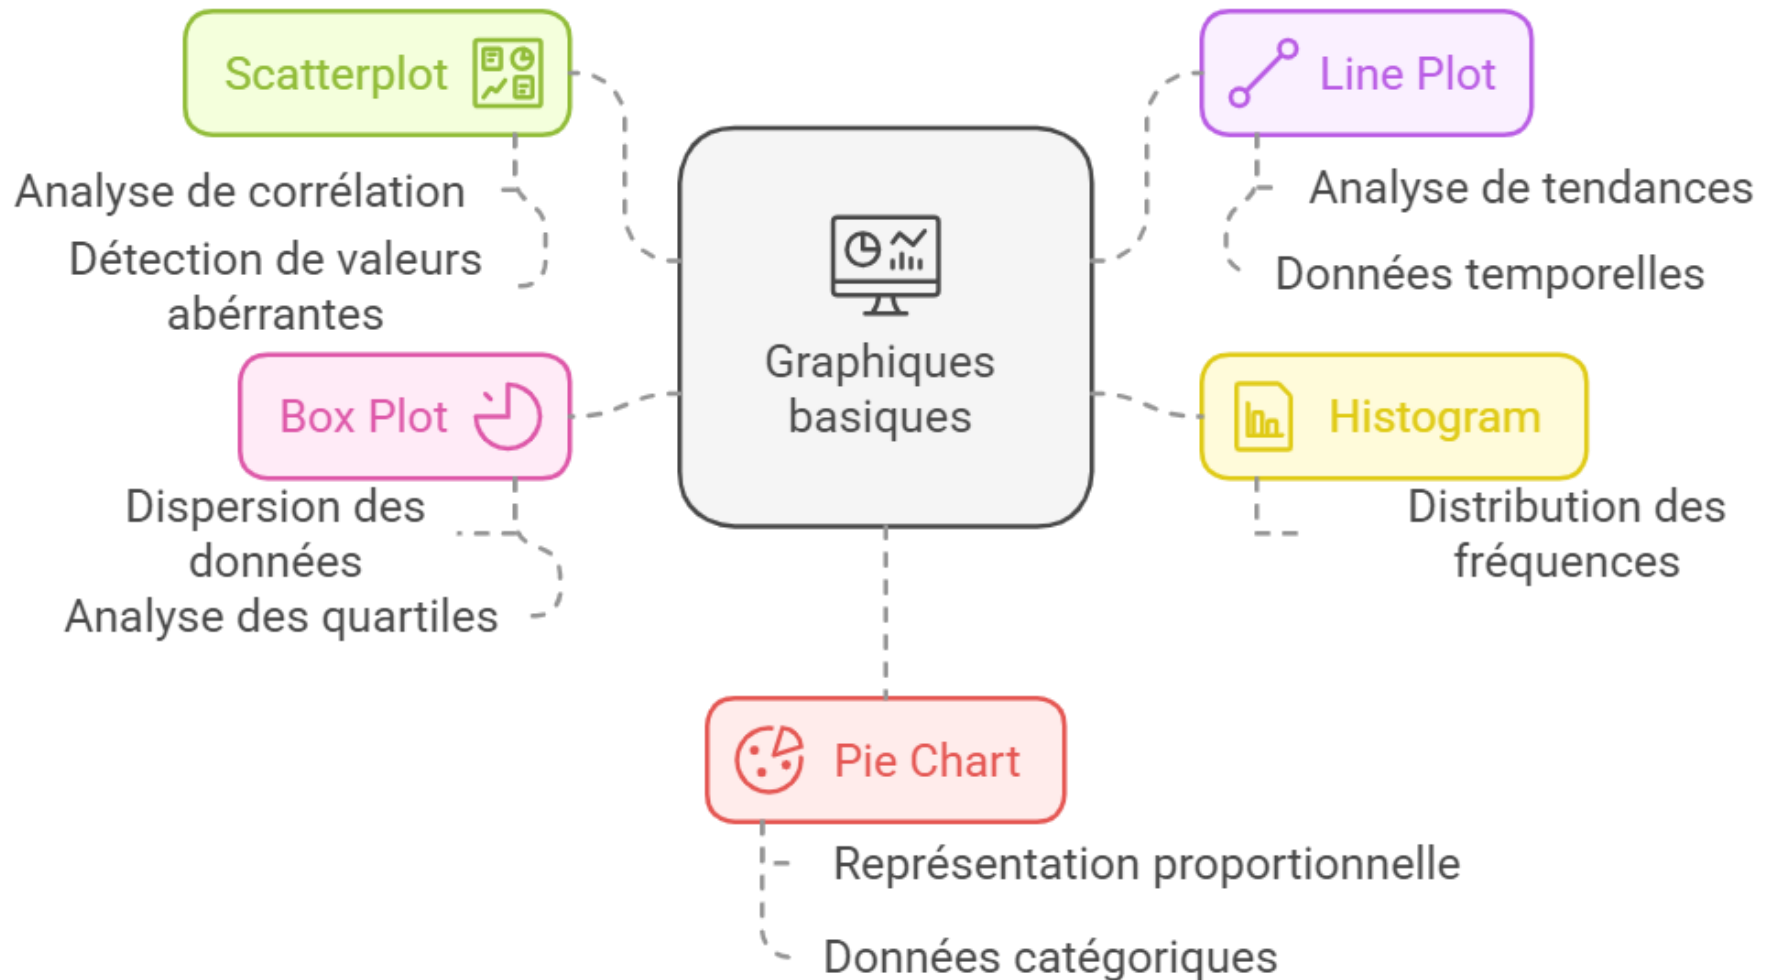 Scatterplot
Analyse de corrélation
Détection de valeurs
abérrantes
Box Plot
Dispersion des
données
Analyse des quartiles
Graphiques
basiques
Line Plot
Analyse de tendances
Données temporelles
Histogram
Distribution des
fréquences
Pie Chart
Représentation proportionnelle
Données catégoriques